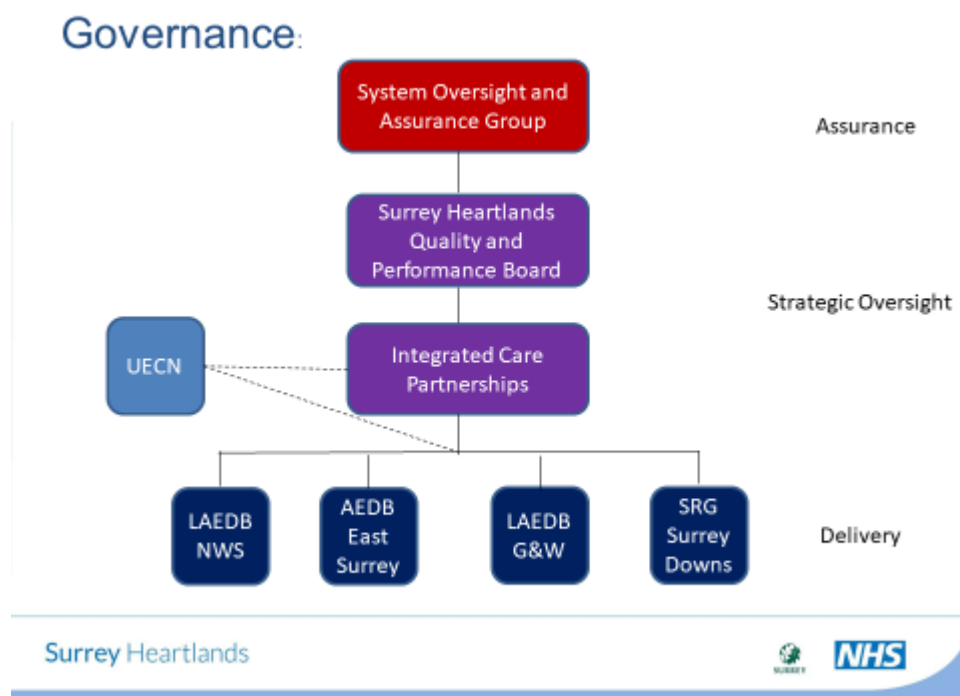 Governance:
System Oversight and
Assurance Group
Assurance
Surrey Heartlands
Quality and
Performance Board
Strategic Oversight
UECN
Integrated Care
Partnerships
LAEDB
NWS
AEDB
East
Surrey
LAEDB
G&W
SRG
Surrey
Downs
Delivery
Surrey Heartlands
SURREY
NHS